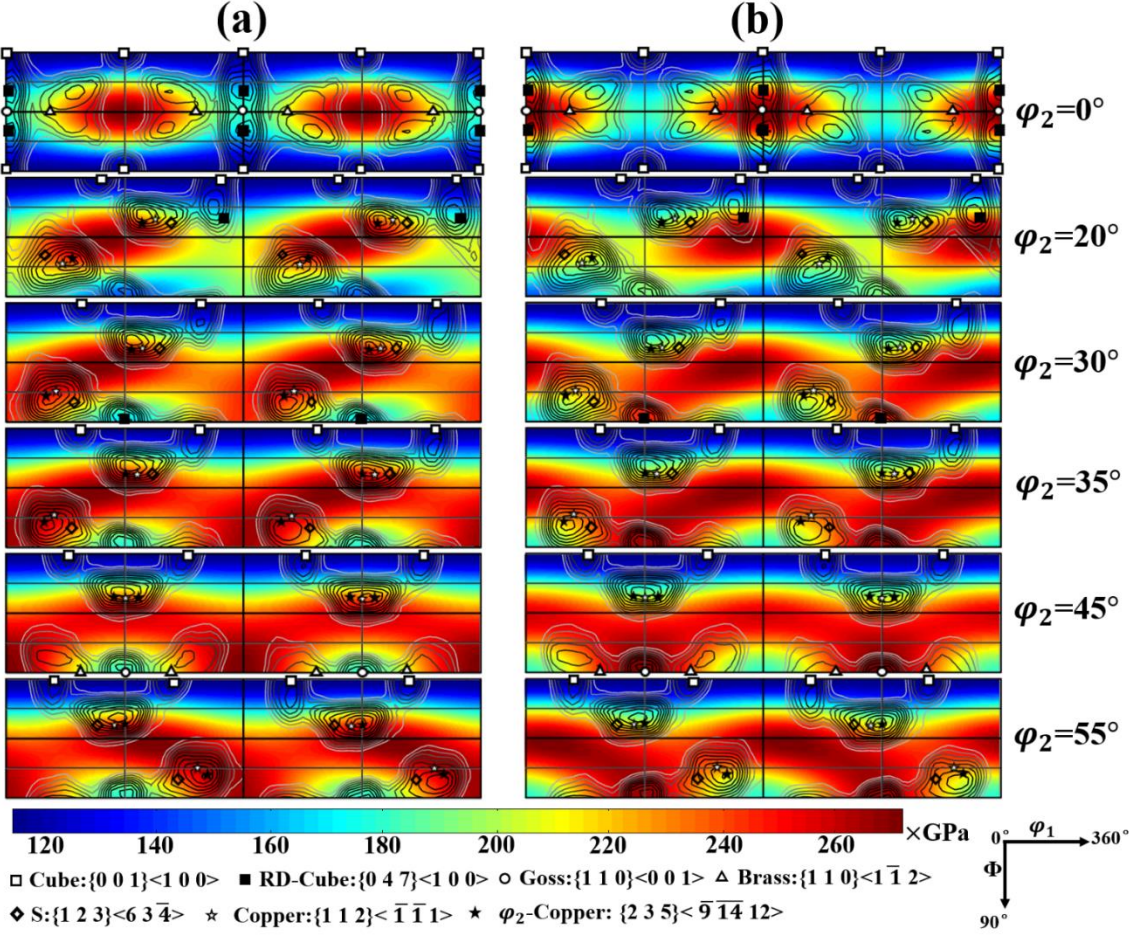 (a) (b)
φ₂=0°
φ₂=20°
φ₂=30°
φ₂=35°
φ₂=45°
φ₂=55°
120 140 160 180 200 220 240 260 ×GPa
0° φ₁ 360°
Φ
90°
□ Cube:{0 0 1}<1 0 0> ■ RD-Cube:{0 4 7}<1 0 0> ○ Goss:{1 1 0}<0 0 1> △ Brass:{1 1 0}<1 1̅ 2>
◇ S:{1 2 3}<6 3 4̅> ☆ Copper:{1 1 2}<1̅ 1̅ 1> ★ φ₂-Copper: {2 3 5}<9̅ 1̅4̅ 12>